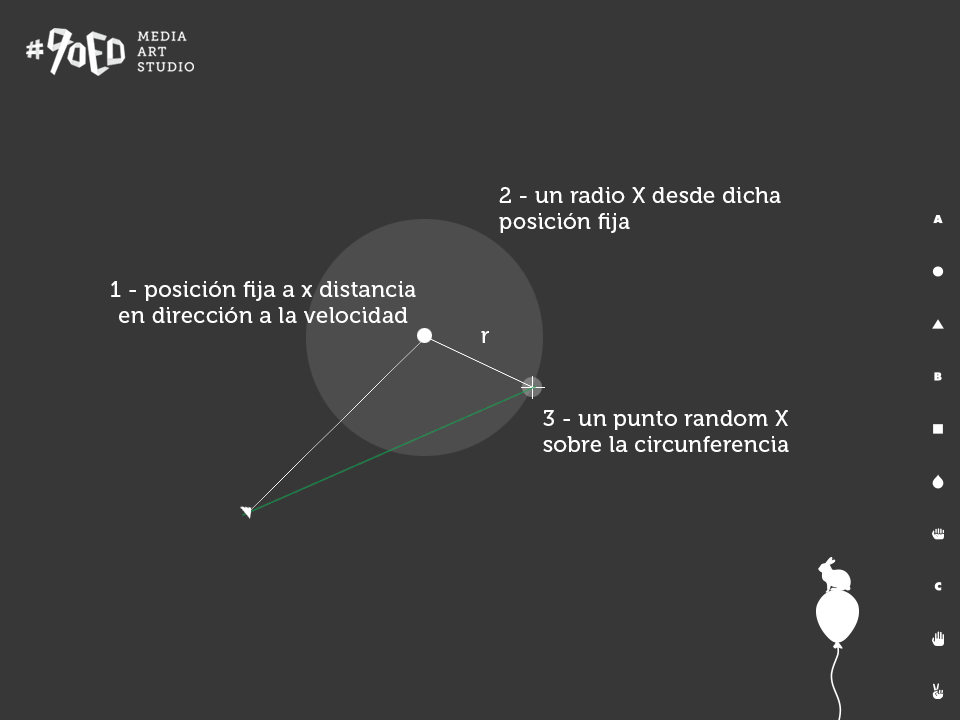 #9OED
MEDIA
ART
STUDIO
2 - un radio X desde dicha
posición fija
1 - posición fija a x distancia
en dirección a la velocidad
r
3 - un punto random X
sobre la circunferencia
A
B
C